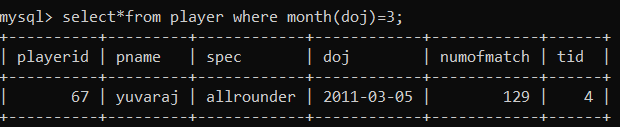 mysql> select*from player where month(doj)=3;
+----------+---------+------------+------------+------------+------+
| playerid | pname   | spec       | doj        | numofmatch | tid  |
+----------+---------+------------+------------+------------+------+
|       67 | yuvaraj | allrounder | 2011-03-05 |        129 |    4 |
+----------+---------+------------+------------+------------+------+